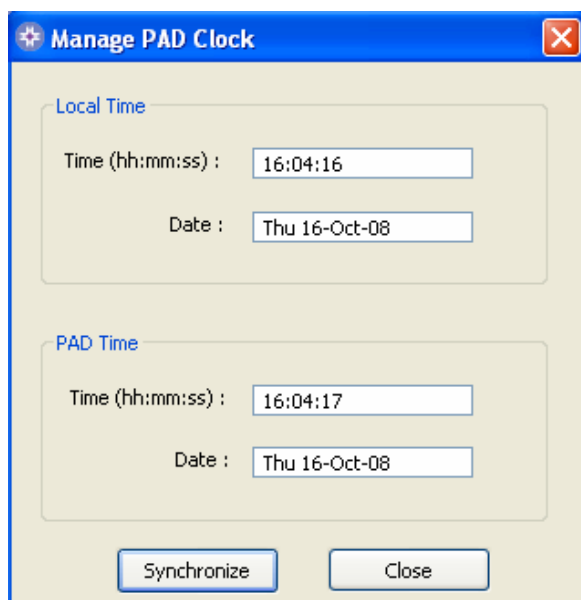 Manage PAD Clock
Local Time
Time (hh:mm:ss) : 16:04:16
Date : Thu 16-Oct-08
PAD Time
Time (hh:mm:ss) : 16:04:17
Date : Thu 16-Oct-08
Synchronize Close